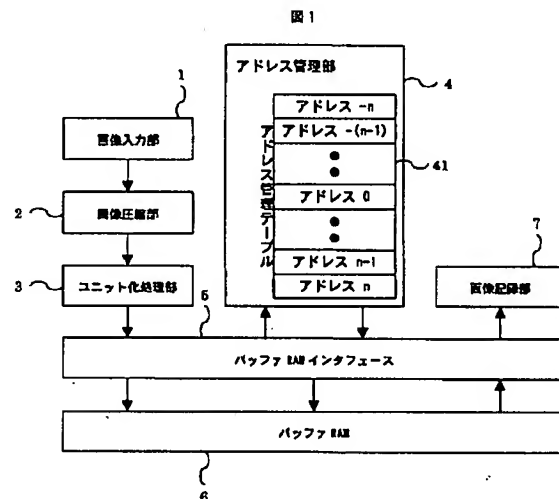 図1
1
画像入力部
2
画像圧縮部
3
ユニット化処理部
アドレス管理部
4
アドレス管理テーブル
アドレス -n
アドレス -(n-1)
アドレス 0
アドレス n-1
アドレス n
41
7
画像記録部
5
バッファRAMインタフェース
バッファRAM
6